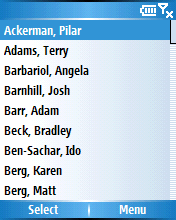 Ackerman, Pilar
Adams, Terry
Barbariol, Angela
Barnhill, Josh
Barr, Adam
Beck, Bradley
Ben-Sachar, Ido
Berg, Karen
Berg, Matt
Select Menu